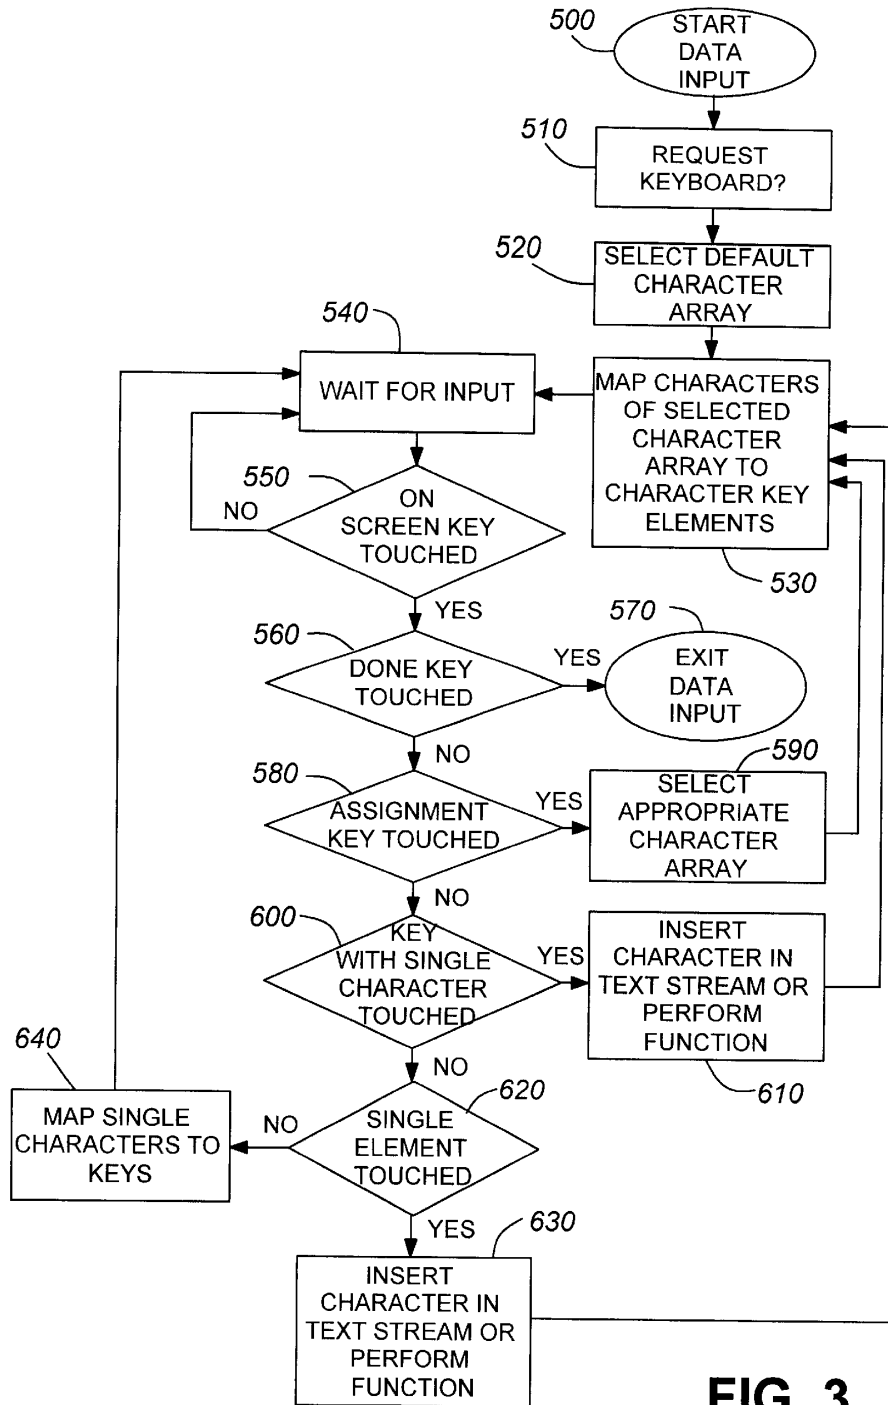 500
START
DATA
INPUT
510
REQUEST
KEYBOARD?
520
SELECT DEFAULT
CHARACTER
ARRAY
540
WAIT FOR INPUT
MAP CHARACTERS
OF SELECTED
CHARACTER
ARRAY TO
CHARACTER KEY
ELEMENTS
530
550
ON
SCREEN KEY
TOUCHED
NO
YES
560
DONE KEY
TOUCHED
YES
570
EXIT
DATA
INPUT
NO
580
ASSIGNMENT
KEY TOUCHED
YES
590
SELECT
APPROPRIATE
CHARACTER
ARRAY
NO
600
KEY
WITH SINGLE
CHARACTER
TOUCHED
YES
INSERT
CHARACTER IN
TEXT STREAM OR
PERFORM
FUNCTION
610
NO
620
SINGLE
ELEMENT
TOUCHED
NO
640
MAP SINGLE
CHARACTERS TO
KEYS
YES
630
INSERT
CHARACTER IN
TEXT STREAM OR
PERFORM
FUNCTION
FIG. 3